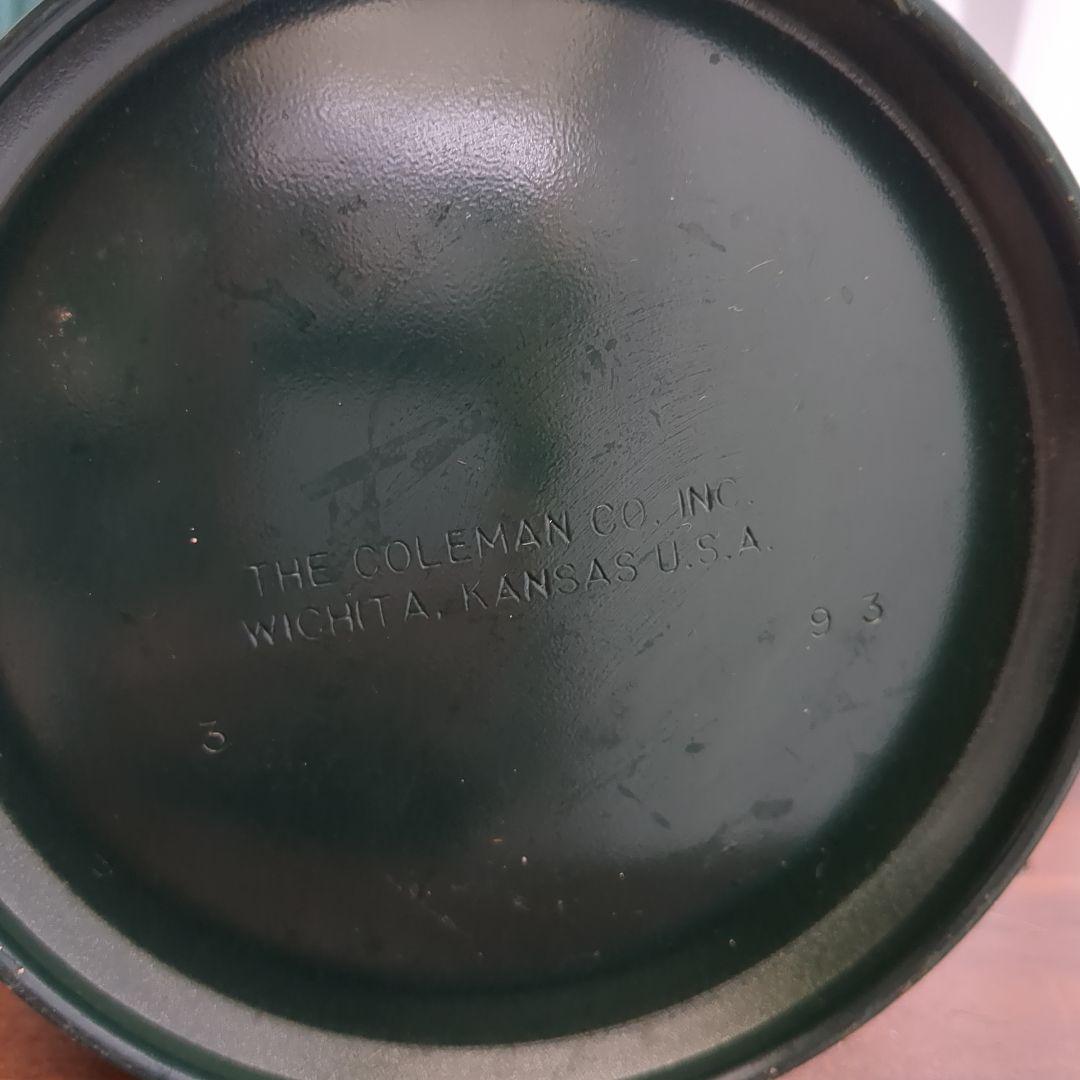 THE COLEMAN CO. INC.
WICHITA, KANSAS U.S.A.
3 9 3